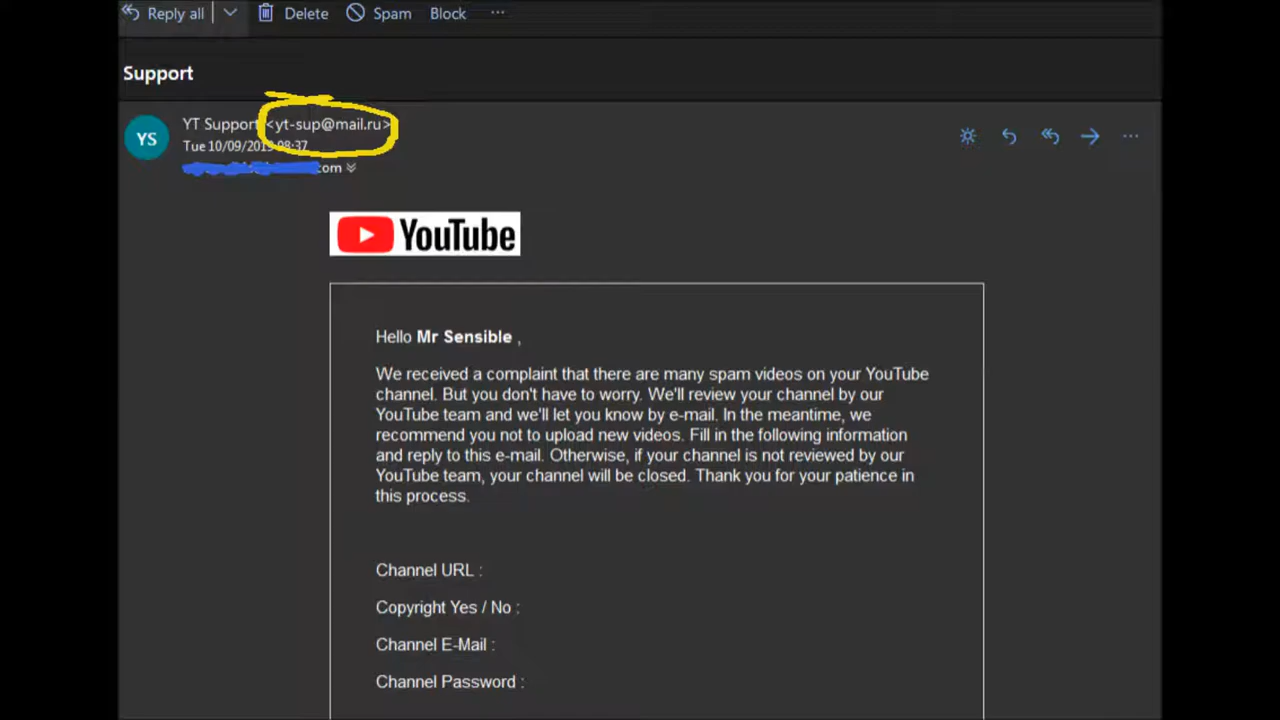 Reply all Delete Spam Block ...
Support
YS
YT Support <yt-sup@mail.ru>
Tue 10/09/2019 08:37
.com
YouTube
Hello Mr Sensible ,
We received a complaint that there are many spam videos on your YouTube
channel. But you don't have to worry. We'll review your channel by our
YouTube team and we'll let you know by e-mail. In the meantime, we
recommend you not to upload new videos. Fill in the following information
and reply to this e-mail. Otherwise, if your channel is not reviewed by our
YouTube team, your channel will be closed. Thank you for your patience in
this process.
Channel URL :
Copyright Yes / No :
Channel E-Mail :
Channel Password :